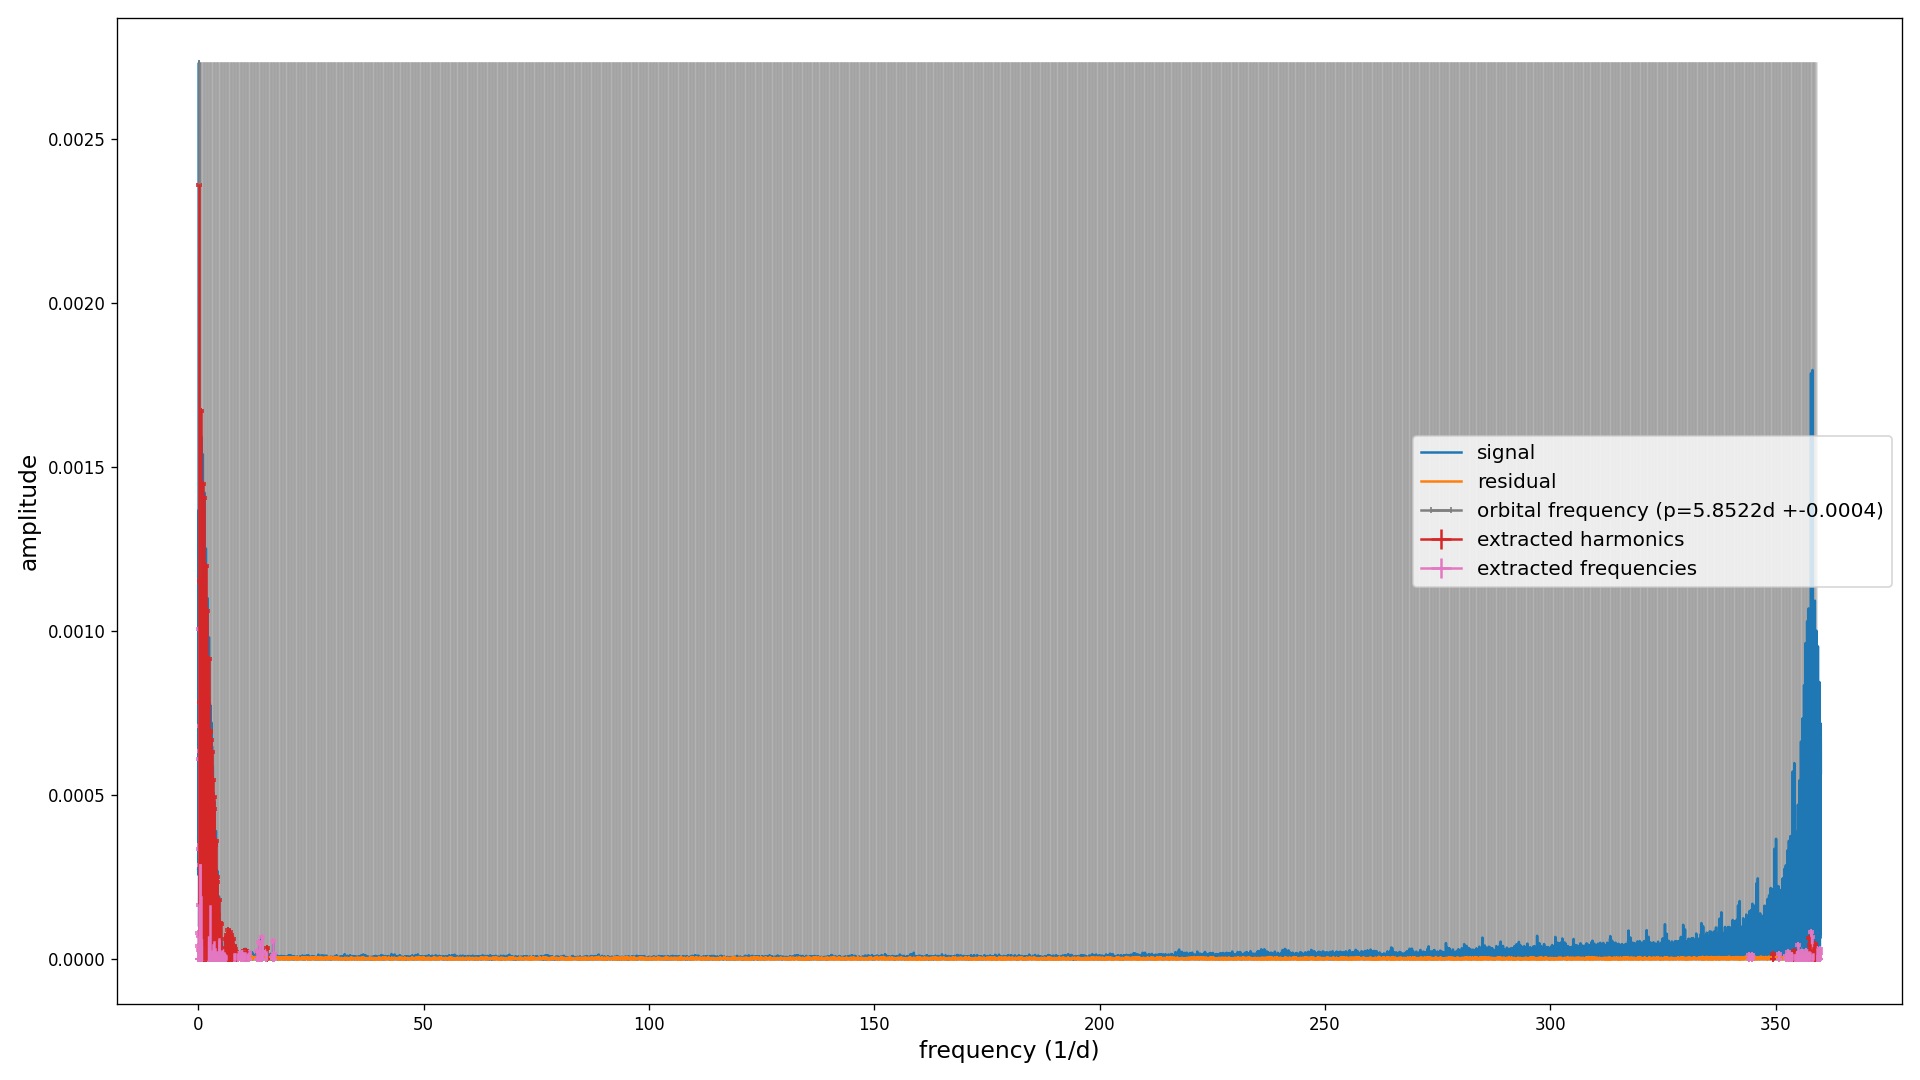 0.0025
0.0020
0.0015
0.0010
0.0005
0.0000
amplitude
signal
residual
orbital frequency (p=5.8522d +-0.0004)
extracted harmonics
extracted frequencies
0 50 100 150 200 250 300 350
frequency (1/d)